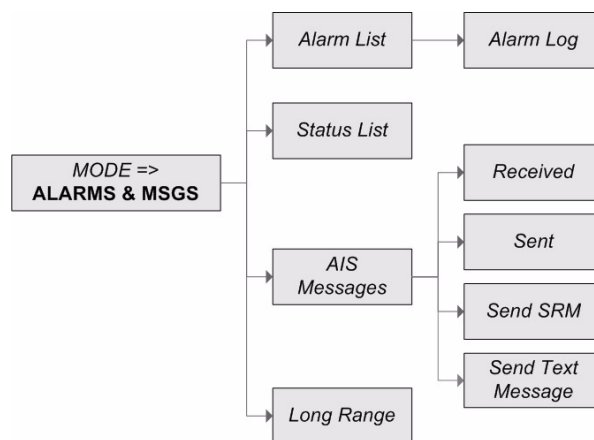 Alarm List
Alarm Log
Status List
MODE =>
ALARMS & MSGS
Received
Sent
AIS
Messages
Send SRM
Send Text
Message
Long Range